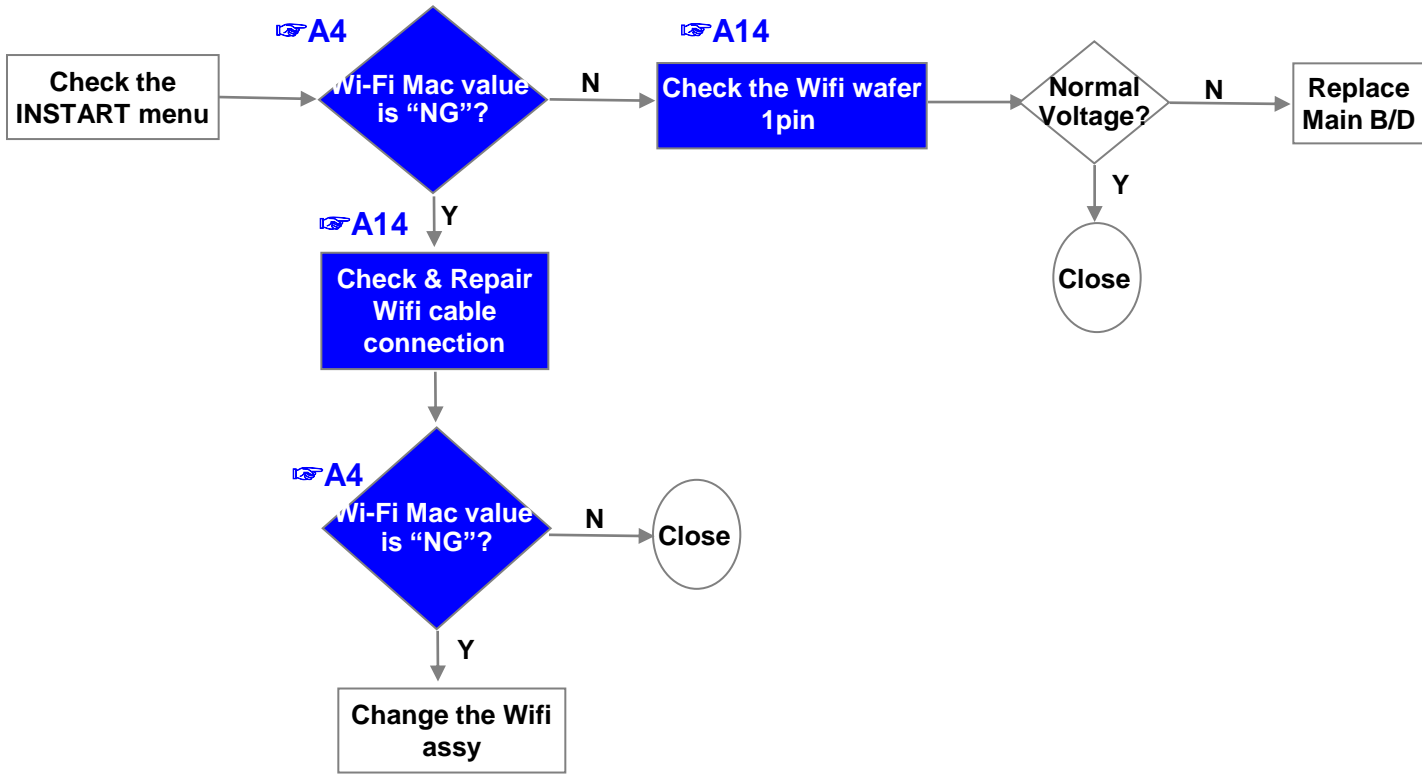 ☞A4
☞A14
Check the
INSTART menu
Wi-Fi Mac value
is “NG”?
N
Check the Wifi wafer
1pin
Normal
Voltage?
N
Replace
Main B/D
Y
☞A14
Y
Check & Repair
Wifi cable
connection
Close
☞A4
Wi-Fi Mac value
is “NG”?
N
Close
Y
Change the Wifi
assy